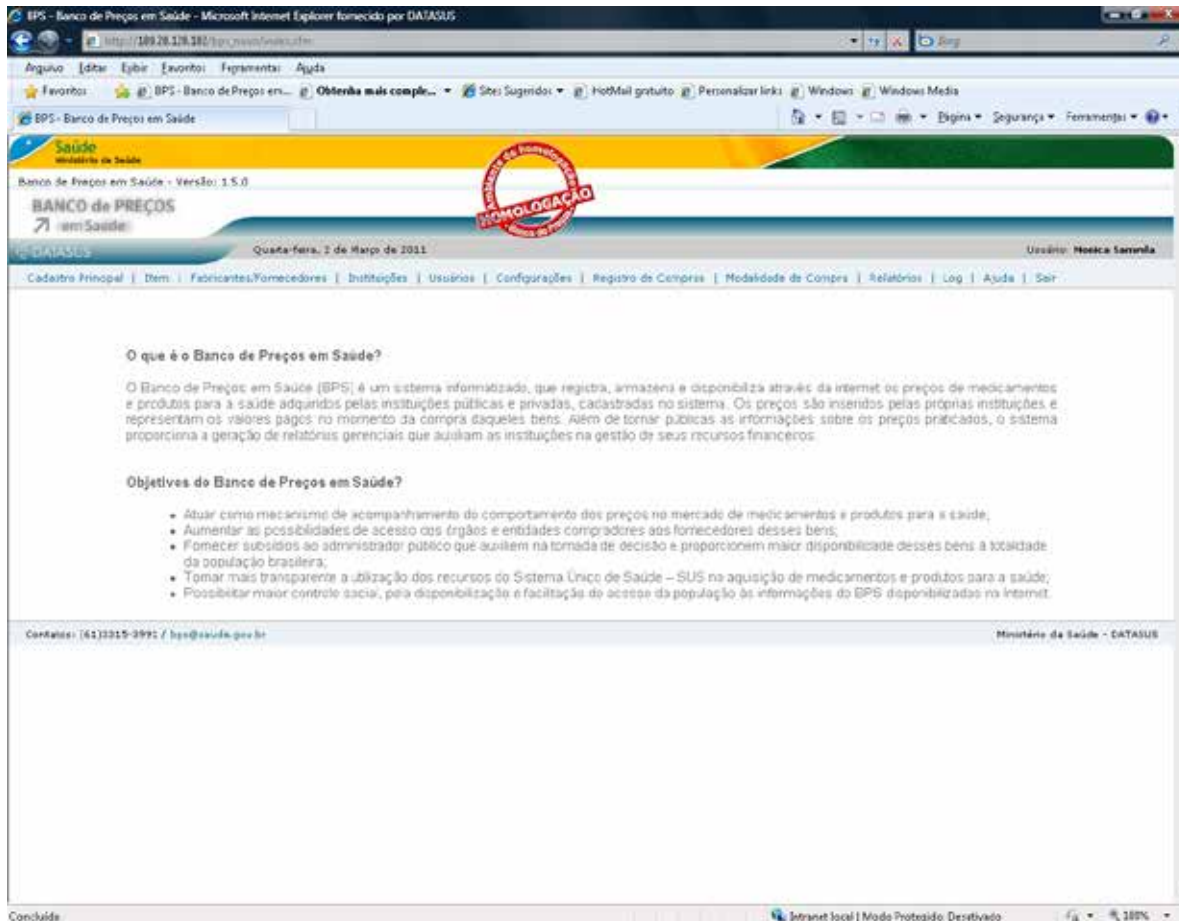 BPS - Banco de Preços em Saúde - Microsoft Internet Explorer fornecido por DATASUS
http://189.28.128.182/
Bing
Arquivo Editar Exibir Favoritos Ferramentas Ajuda
Favoritos BPS - Banco de Preços em... Obtenha mais comple... Sites Sugeridos HotMail gratuito Personalizar links Windows Windows Media
BPS - Banco de Preços em Saúde Página Segurança Ferramentas
Saúde
Ministério da Saúde
Ambiente de homologação
HOMOLOGAÇÃO
Banco de Preços
Banco de Preços em Saúde - Versão: 1.5.0
BANCO de PREÇOS
em Saúde
DATASUS Quarta-feira, 2 de Março de 2011 Usuário: Monica Sammla
Cadastro Principal | Item | Fabricantes/Fornecedores | Instituições | Usuários | Configurações | Registro de Compras | Modalidade de Compra | Relatórios | Log | Ajuda | Sair
O que é o Banco de Preços em Saúde?
O Banco de Preços em Saúde (BPS) é um sistema informatizado, que registra, armazena e disponibiliza através da internet os preços de medicamentos
e produtos para a saúde adquiridos pelas instituições públicas e privadas, cadastradas no sistema. Os preços são inseridos pelas próprias instituições e
representam os valores pagos no momento da compra daqueles bens. Além de tornar públicas as informações sobre os preços praticados, o sistema
proporciona a geração de relatórios gerenciais que auxiliam as instituições na gestão de seus recursos financeiros.
Objetivos do Banco de Preços em Saúde?
• Atuar como mecanismo de acompanhamento do comportamento dos preços no mercado de medicamentos e produtos para a saúde;
• Aumentar as possibilidades de acesso dos órgãos e entidades compradores aos fornecedores desses bens;
• Fornecer subsídios ao administrador público que auxiliem na tomada de decisão e proporcionem maior disponibilidade desses bens à totalidade
da população brasileira;
• Tornar mais transparente a utilização dos recursos do Sistema Único de Saúde – SUS na aquisição de medicamentos e produtos para a saúde;
• Possibilitar maior controle social, pela disponibilização e facilitação do acesso da população às informações do BPS disponibilizadas na Internet.
Contatos: (61)3315-3991 / bps@saude.gov.br Ministério da Saúde - DATASUS
Concluído Intranet local | Modo Protegido: Desativado 100%